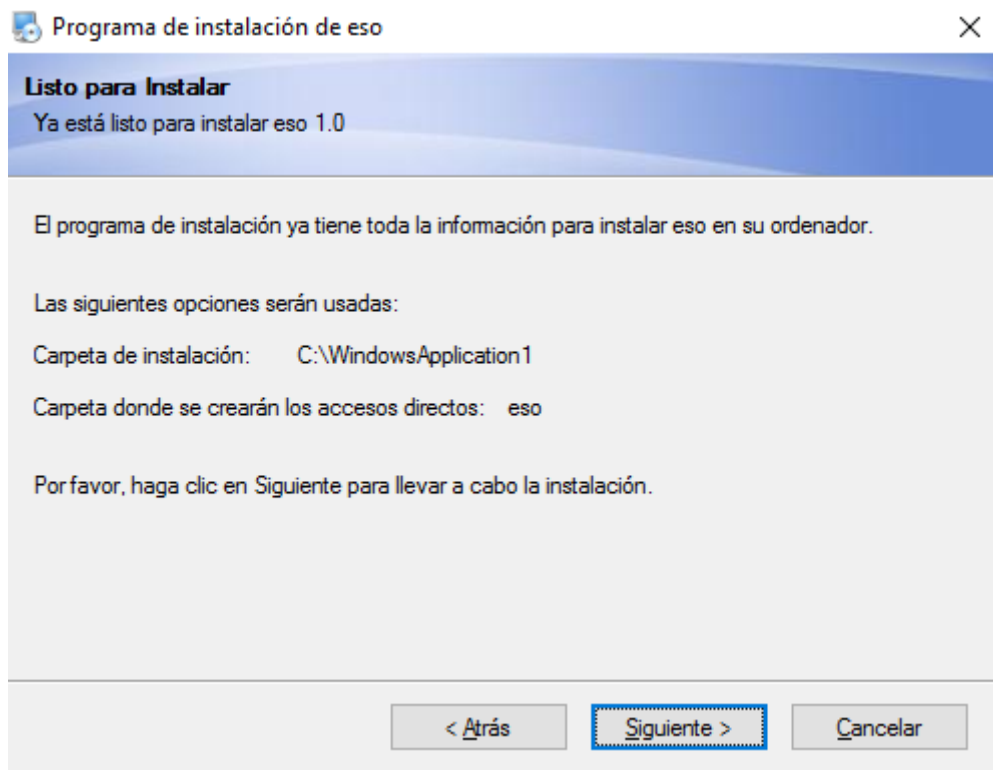 Programa de instalación de eso
Listo para Instalar
Ya está listo para instalar eso 1.0
El programa de instalación ya tiene toda la información para instalar eso en su ordenador.
Las siguientes opciones serán usadas:
Carpeta de instalación: C:\WindowsApplication1
Carpeta donde se crearán los accesos directos: eso
Por favor, haga clic en Siguiente para llevar a cabo la instalación.
< Atrás Siguiente > Cancelar